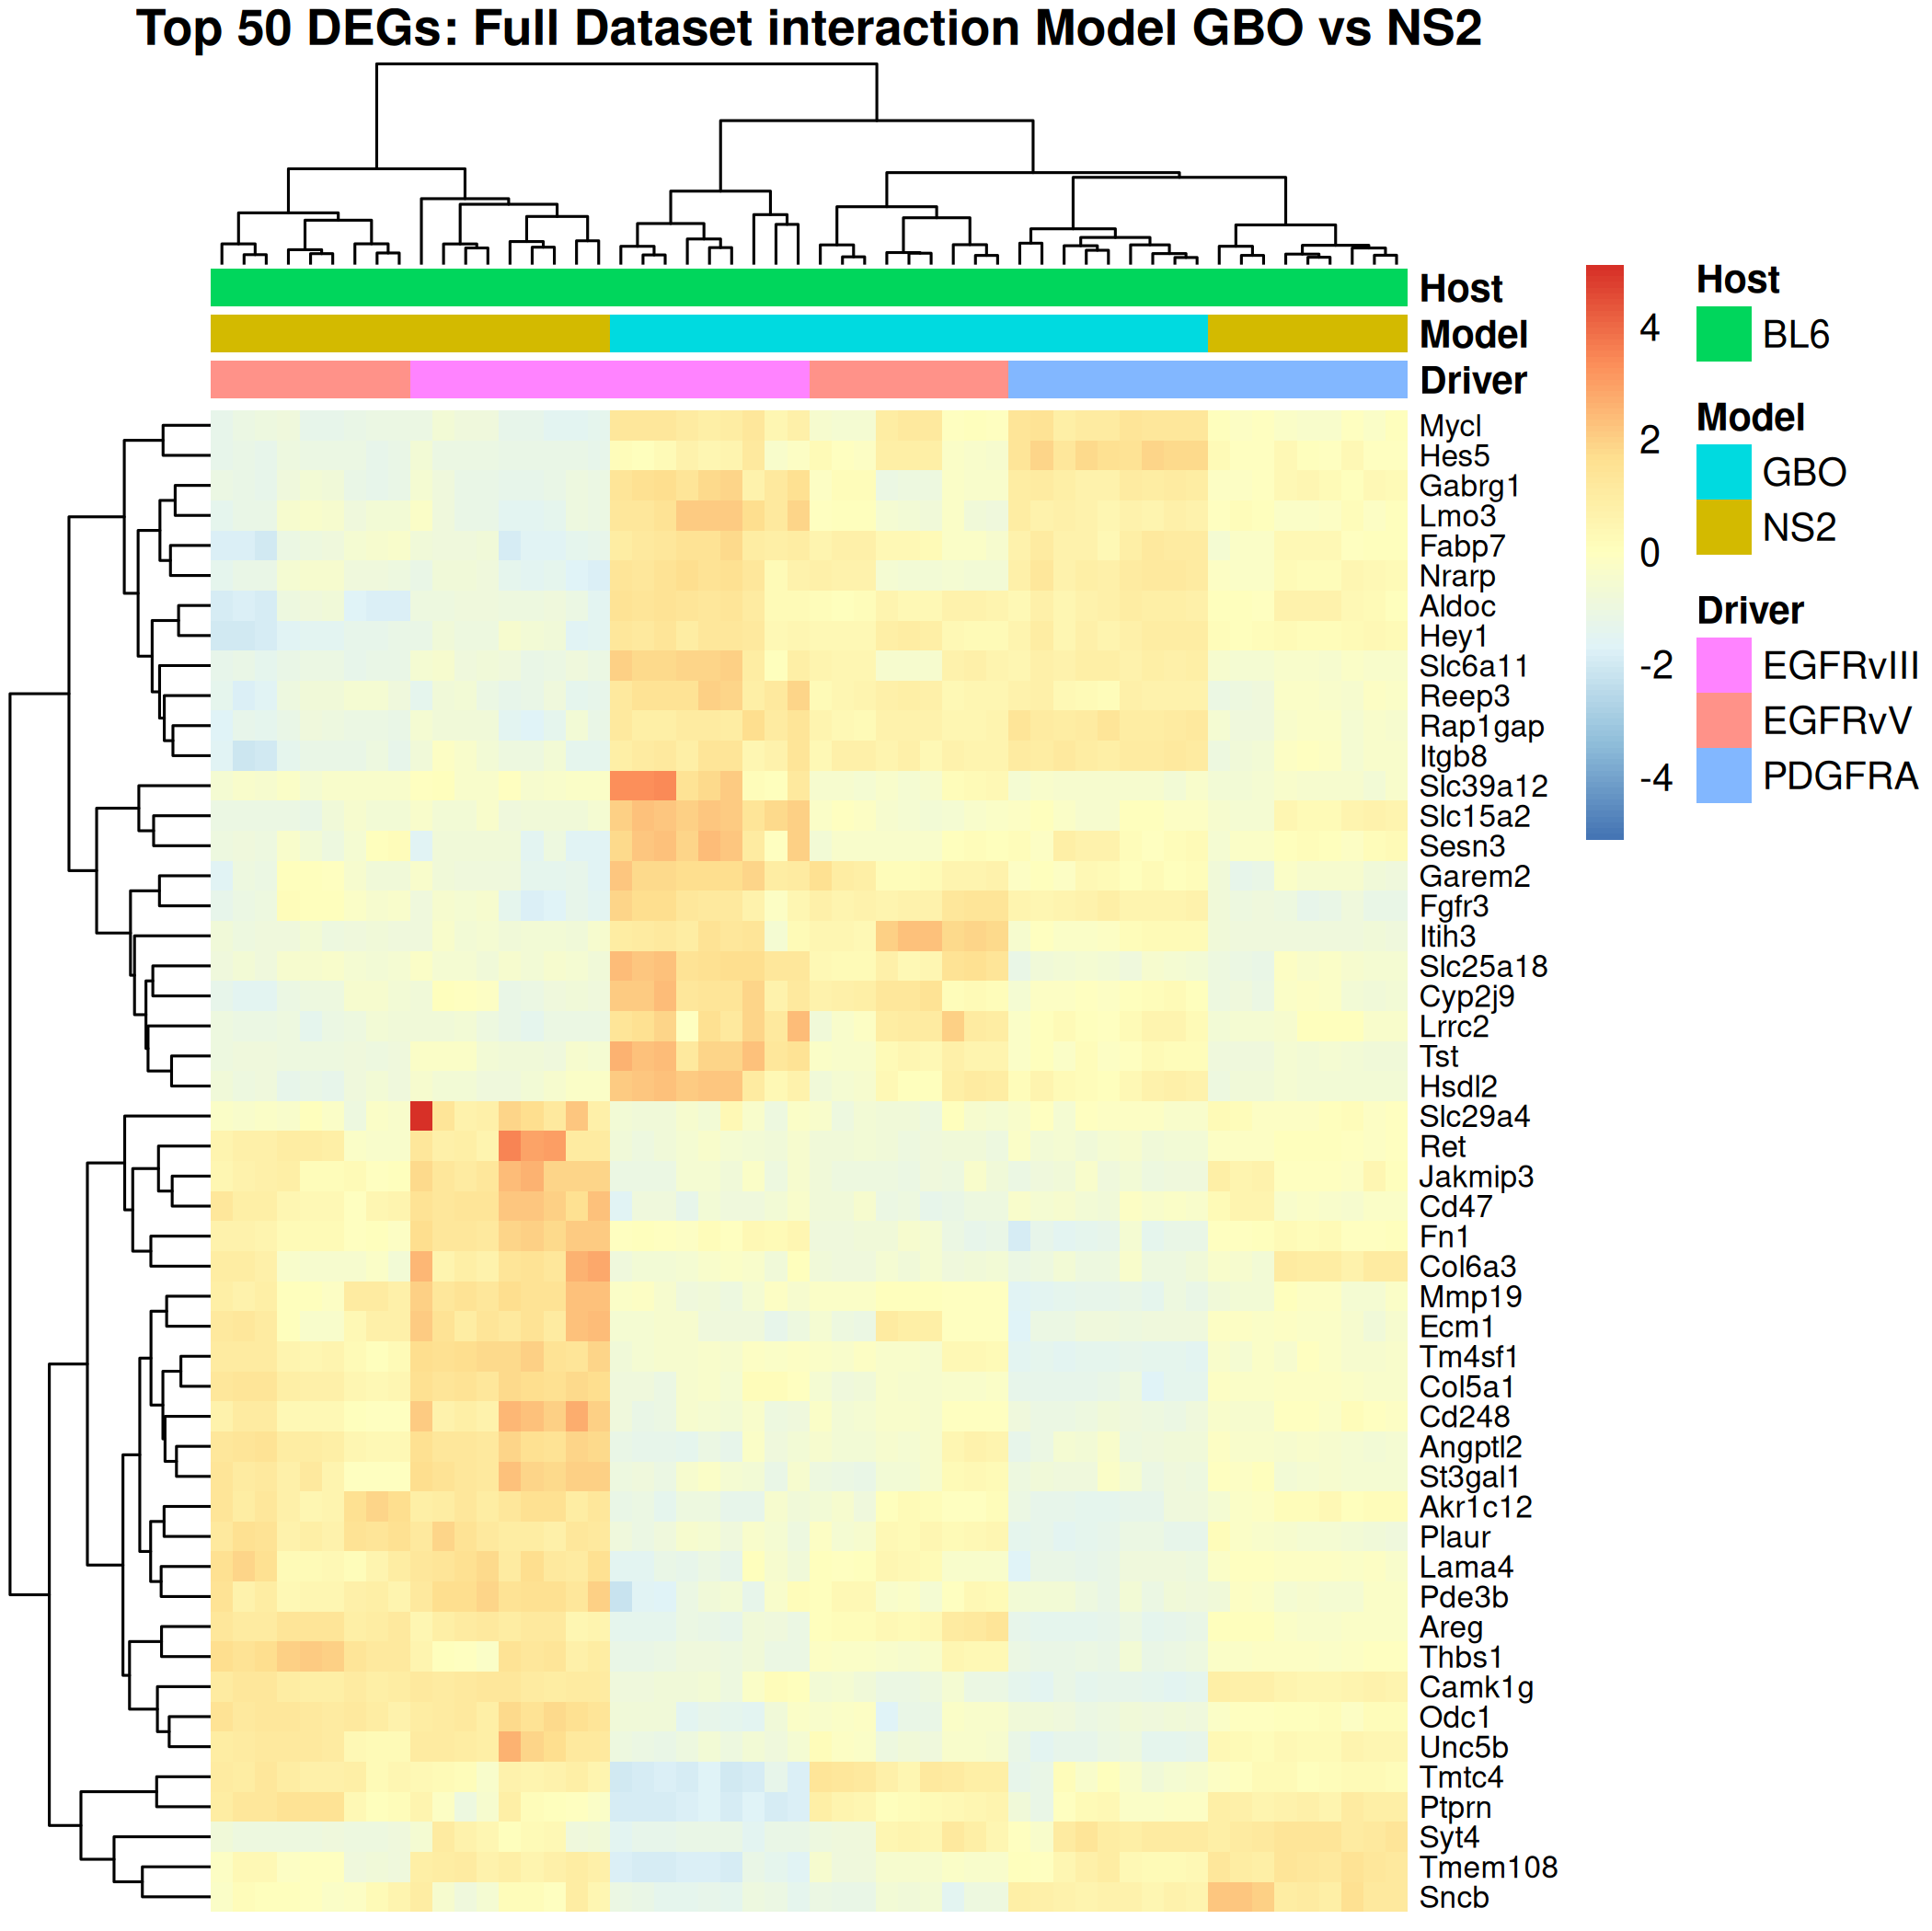 Top 50 DEGs: Full Dataset interaction Model GBO vs NS2
Host
Model
Driver
Mycl
Hes5
Gabrg1
Lmo3
Fabp7
Nrarp
Aldoc
Hey1
Slc6a11
Reep3
Rap1gap
Itgb8
Slc39a12
Slc15a2
Sesn3
Garem2
Fgfr3
Itih3
Slc25a18
Cyp2j9
Lrrc2
Tst
Hsdl2
Slc29a4
Ret
Jakmip3
Cd47
Fn1
Col6a3
Mmp19
Ecm1
Tm4sf1
Col5a1
Cd248
Angptl2
St3gal1
Akr1c12
Plaur
Lama4
Pde3b
Areg
Thbs1
Camk1g
Odc1
Unc5b
Tmtc4
Ptprn
Syt4
Tmem108
Sncb
4
2
0
-2
-4
Host
BL6
Model
GBO
NS2
Driver
EGFRvIII
EGFRvV
PDGFRA